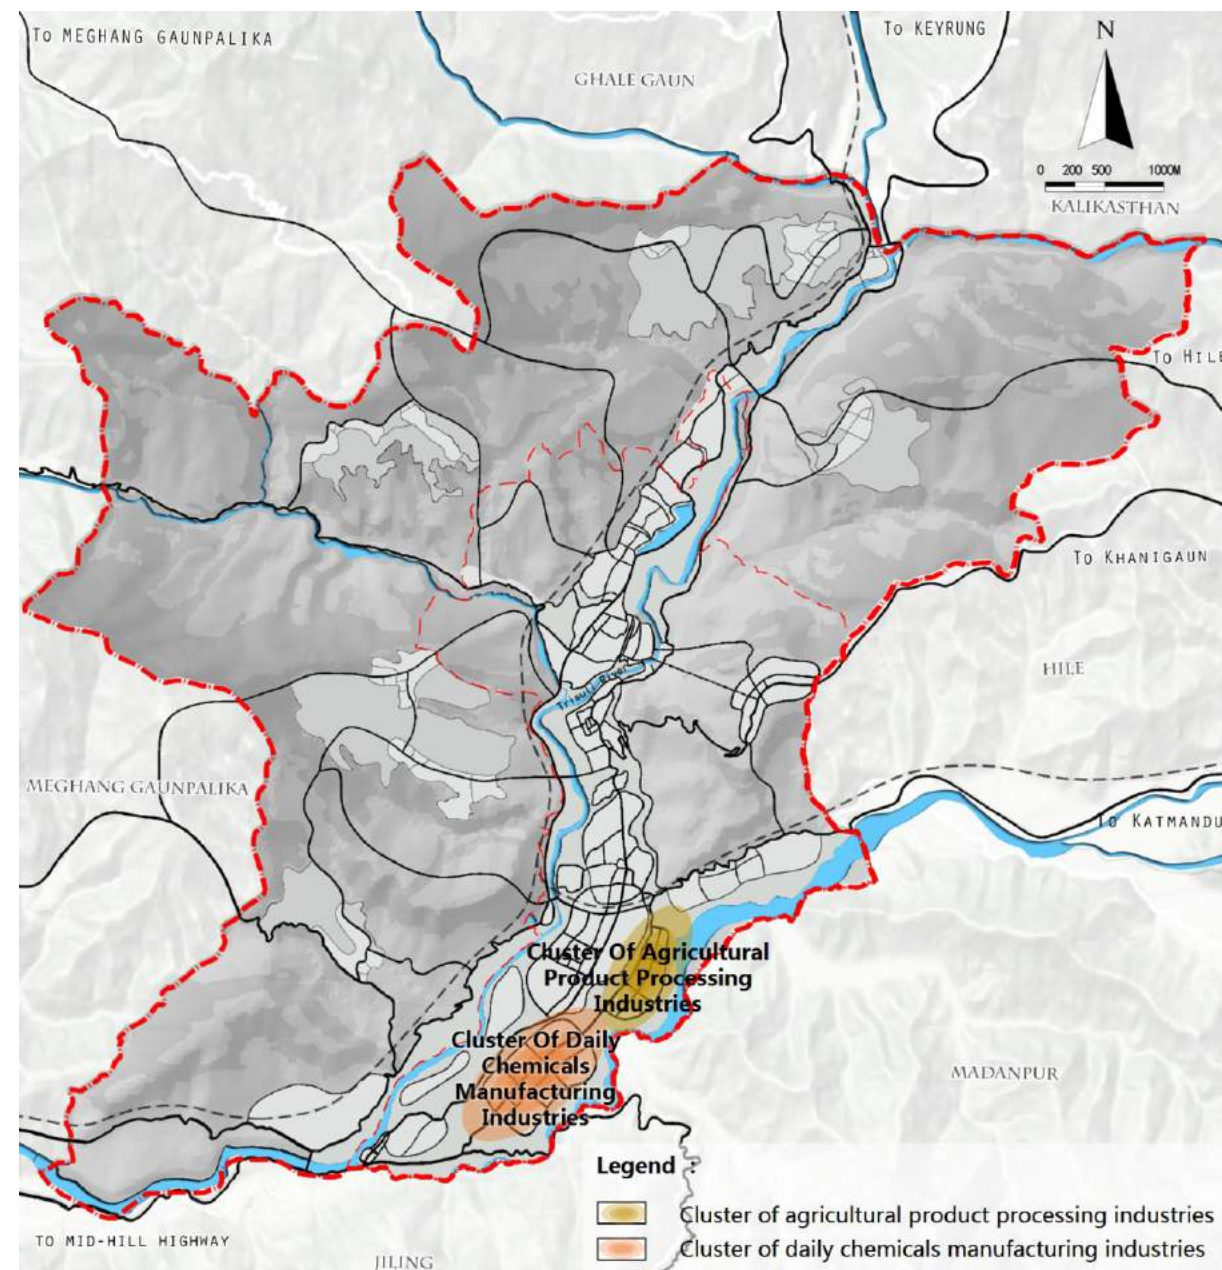 To MEGHANG GAUNPALIKA
To KEYRUNG
N
GHALE GAUN
0 200 500 1000M
KALIKASTHAN
To HILE
To KHANIGAUN
HILE
Trisuli River
MEGHANG GAUNPALIKA
To KATMANDU
Cluster Of Agricultural
Product Processing
Industries
Cluster Of Daily
Chemicals
Manufacturing
Industries
MADANPUR
Legend :
Cluster of agricultural product processing industries
Cluster of daily chemicals manufacturing industries
TO MID-HILL HIGHWAY
JILING